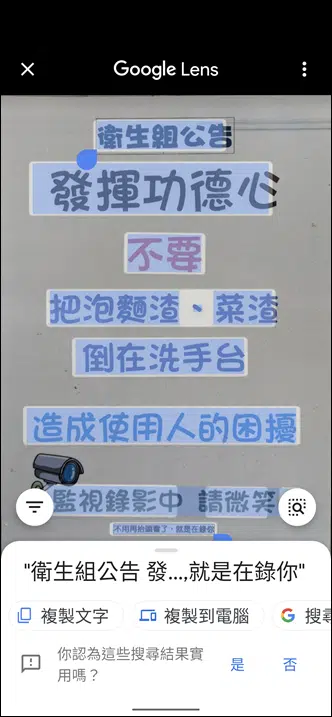 Google Lens
衛生組公告
發揮功德心
不要
把泡麵渣、菜渣
倒在洗手台
造成使用人的困擾
監視錄影中 請微笑
不用再抬頭看了，就是在錄你
"衛生組公告 發...,就是在錄你"
複製文字
複製到電腦
搜尋
你認為這些搜尋結果實
用嗎？
是
否